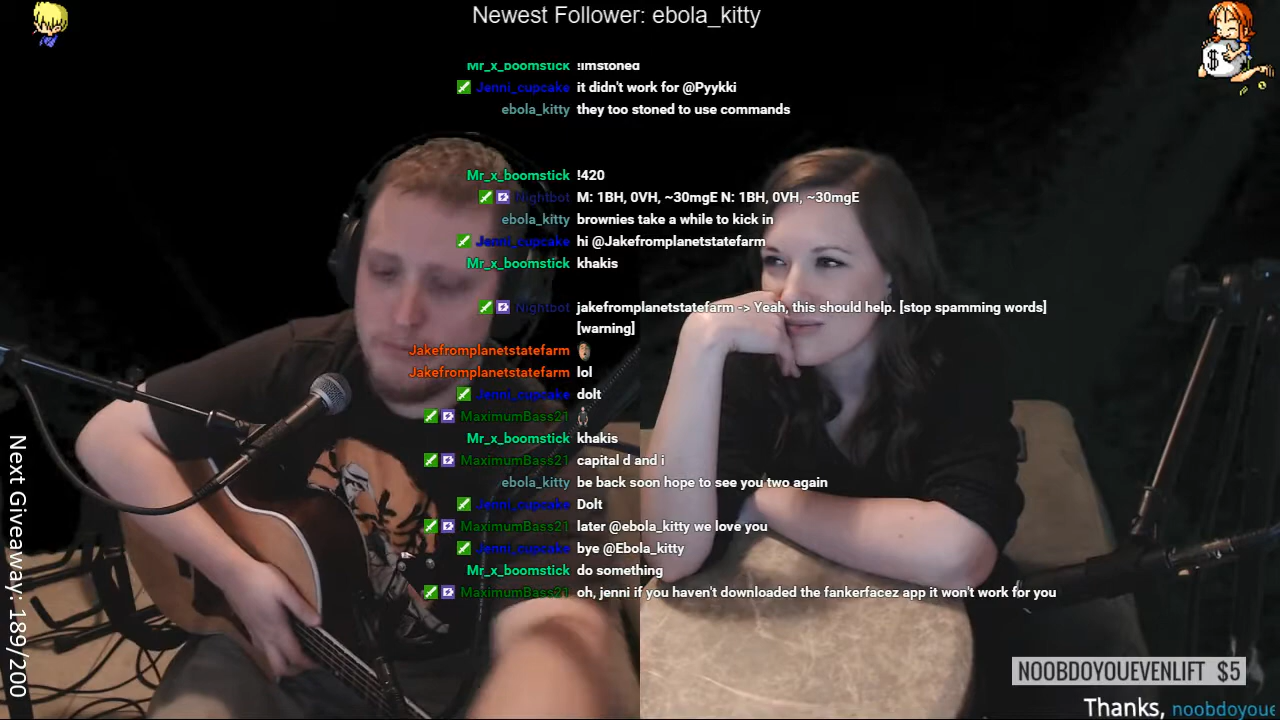 Newest Follower: ebola_kitty
Mr_x_boomstick !imstoned
Jenni_cupcake it didn't work for @Pyykki
ebola_kitty they too stoned to use commands
Mr_x_boomstick !420
Nightbot M: 1BH, 0VH, ~30mgE N: 1BH, 0VH, ~30mgE
ebola_kitty brownies take a while to kick in
Jenni_cupcake hi @Jakefromplanetstatefarm
Mr_x_boomstick khakis
Nightbot jakefromplanetstatefarm -> Yeah, this should help. [stop spamming words]
[warning]
Jakefromplanetstatefarm
Jakefromplanetstatefarm lol
Jenni_cupcake dolt
MaximumBass21
Mr_x_boomstick khakis
MaximumBass21 capital d and i
ebola_kitty be back soon hope to see you two again
Jenni_cupcake Dolt
MaximumBass21 later @ebola_kitty we love you
Jenni_cupcake bye @Ebola_kitty
Mr_x_boomstick do something
MaximumBass21 oh, jenni if you haven't downloaded the fankerfacez app it won't work for you
Next Giveaway: 189/200
NOOBDOYOUEVENLIFT $5
Thanks, noobdoyoue